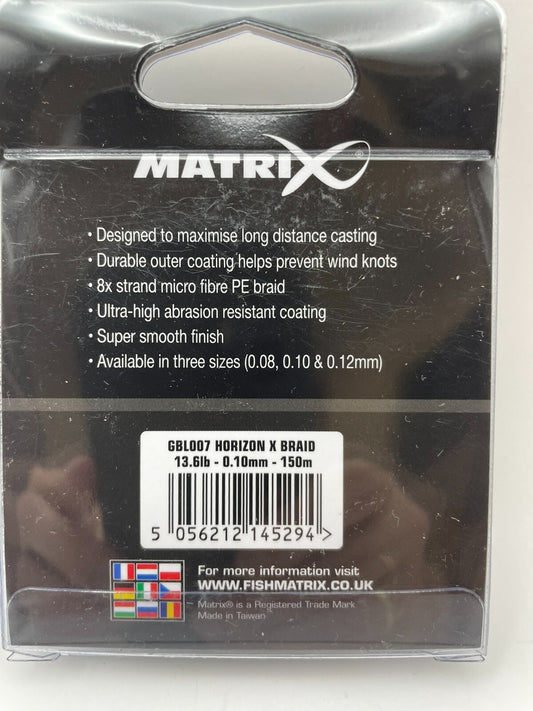 MATRIX®
• Designed to maximise long distance casting
• Durable outer coating helps prevent wind knots
• 8x strand micro fibre PE braid
• Ultra-high abrasion resistant coating
• Super smooth finish
• Available in three sizes (0.08, 0.10 & 0.12mm)
GBL007 HORIZON X BRAID
13.6lb - 0.10mm - 150m
5 056212 145294 >
For more information visit
WWW.FISHMATRIX.CO.UK
Matrix® is a Registered Trade Mark
Made in Taiwan